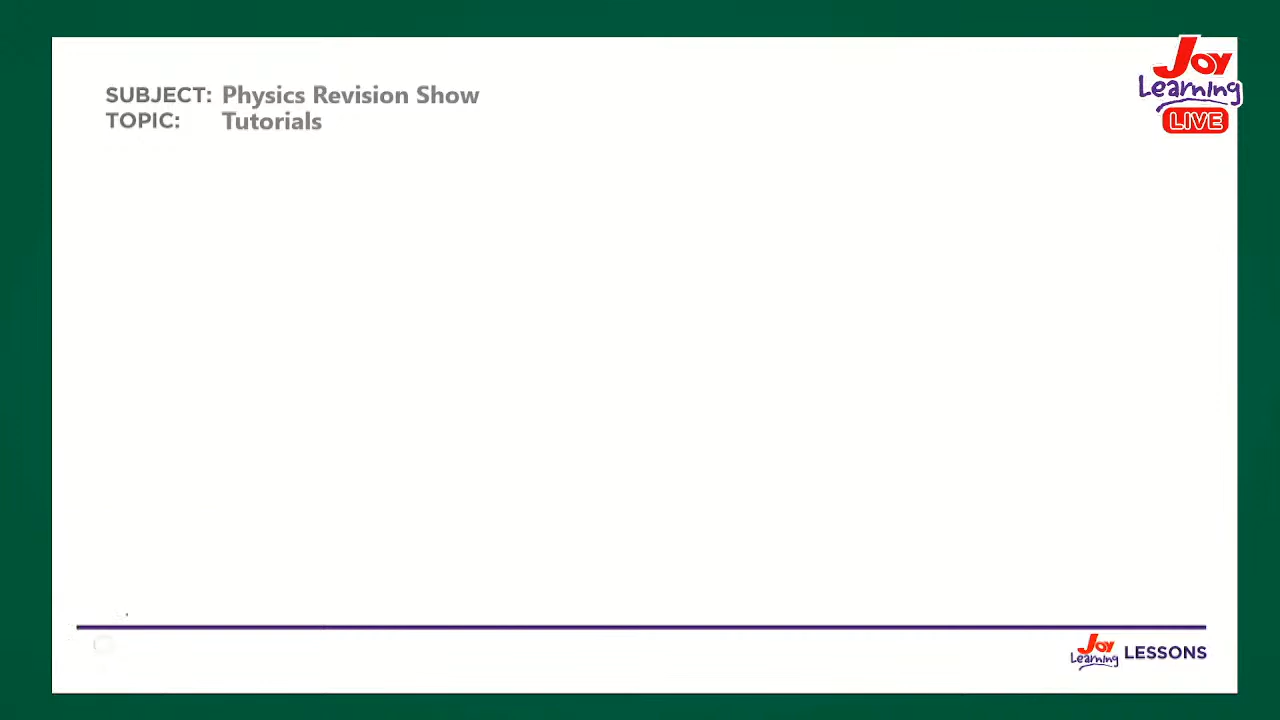 Joy
Learning
LIVE
SUBJECT: Physics Revision Show
TOPIC: Tutorials
Joy
Learning LESSONS